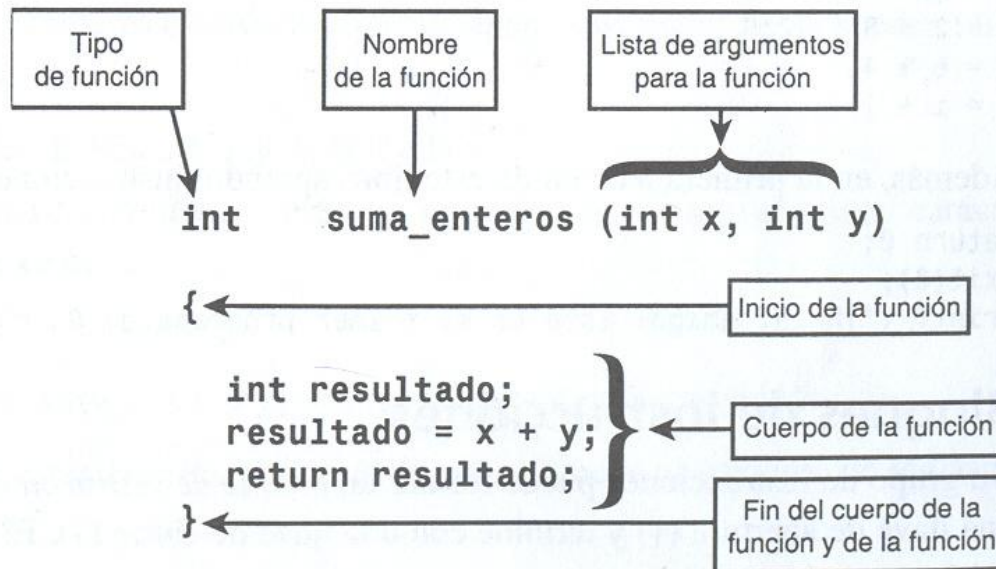 Tipo
de función
Nombre
de la función
Lista de argumentos
para la función
int suma_enteros (int x, int y)
{
Inicio de la función
int resultado;
resultado = x + y;
return resultado;
Cuerpo de la función
}
Fin del cuerpo de la
función y de la función